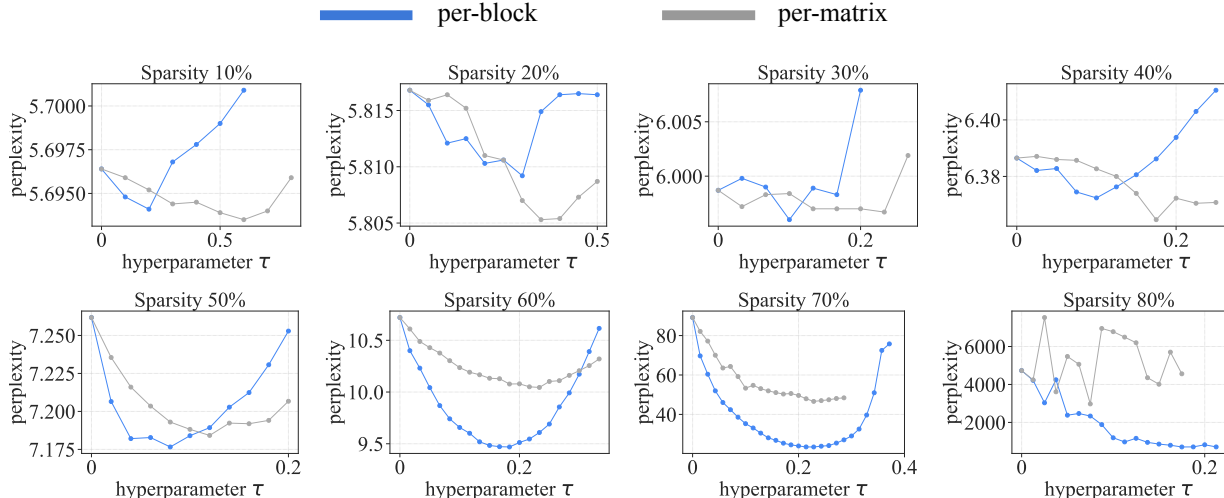 per-block per-matrix
Sparsity 10%
5.7000
5.6975
5.6950
perplexity
0 0.5
hyperparameter τ
Sparsity 20%
5.815
5.810
5.805
perplexity
0 0.5
hyperparameter τ
Sparsity 30%
6.005
6.000
perplexity
0 0.2
hyperparameter τ
Sparsity 40%
6.40
6.38
perplexity
0 0.2
hyperparameter τ
Sparsity 50%
7.250
7.225
7.200
7.175
perplexity
0 0.2
hyperparameter τ
Sparsity 60%
10.5
10.0
9.5
perplexity
0 0.2
hyperparameter τ
Sparsity 70%
80
60
40
perplexity
0 0.2 0.4
hyperparameter τ
Sparsity 80%
6000
4000
2000
perplexity
0 0.1 0.2
hyperparameter τ